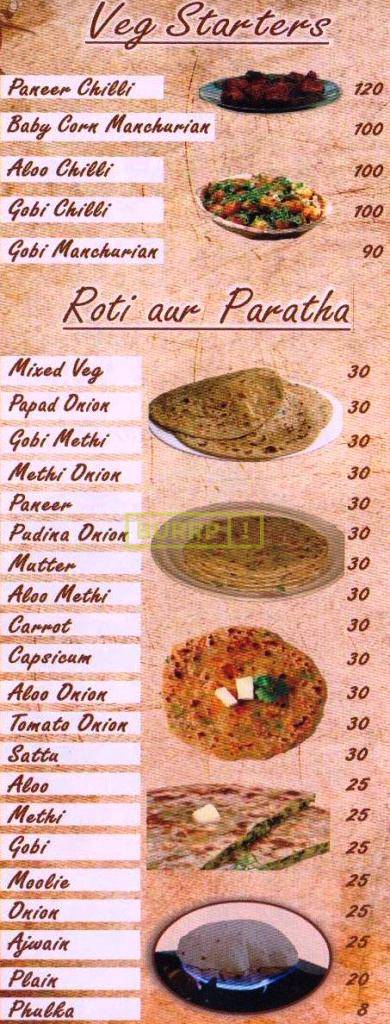 Veg Starters
Paneer Chilli 120
Baby Corn Manchurian 100
Aloo Chilli 100
Gobi Chilli 100
Gobi Manchurian 90
Roti aur Paratha
Mixed Veg 30
Papad Onion 30
Gobi Methi 30
Methi Onion 30
Paneer 30
Pudina Onion 30
Mutter 30
Aloo Methi 30
Carrot 30
Capsicum 30
Aloo Onion 30
Tomato Onion 30
Sattu 30
Aloo 25
Methi 25
Gobi 25
Moolie 25
Onion 25
Ajwain 25
Plain 20
Phulka 8